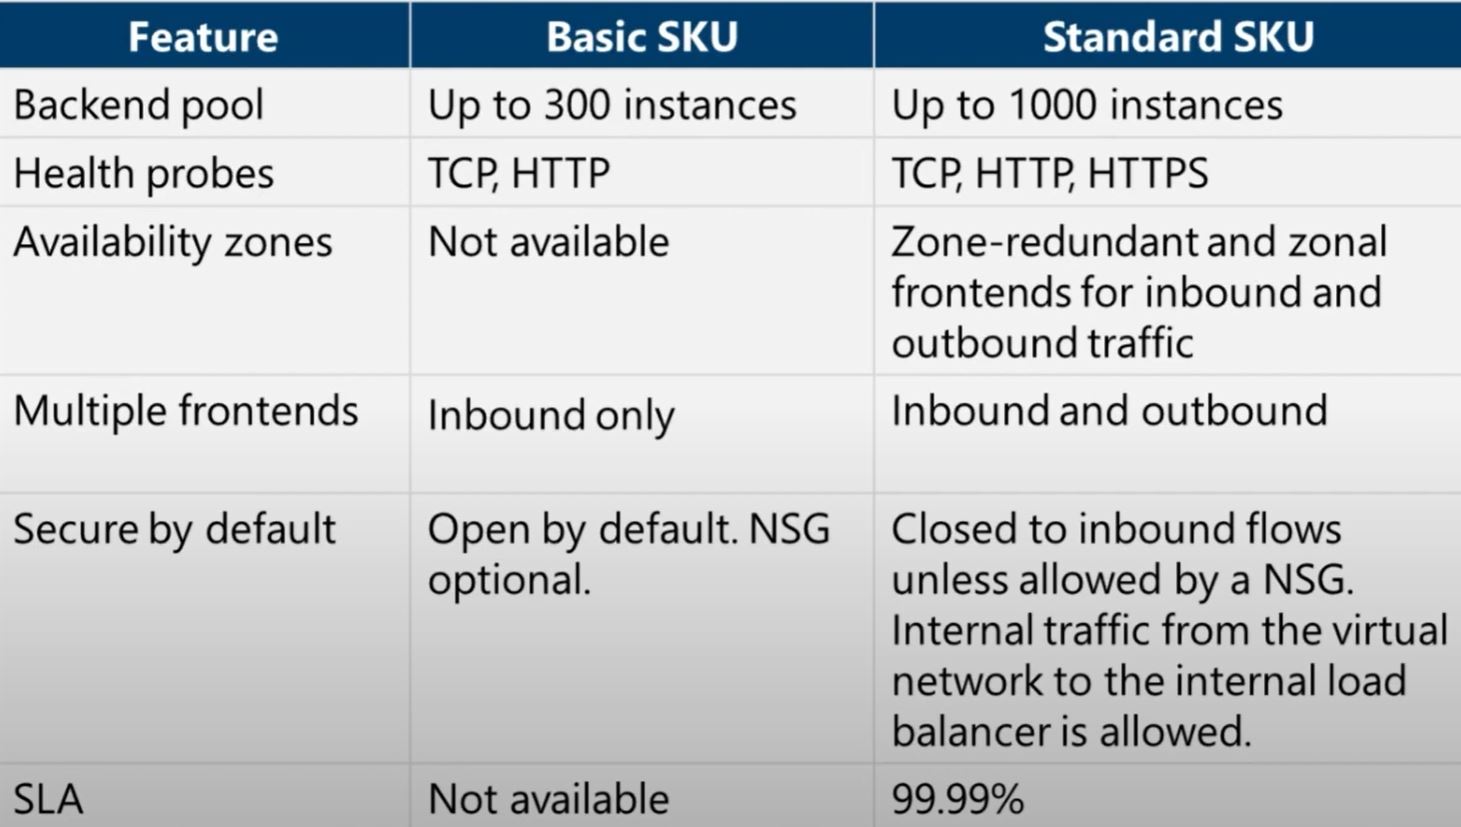 Feature Basic SKU Standard SKU
Backend pool Up to 300 instances Up to 1000 instances
Health probes TCP, HTTP TCP, HTTP, HTTPS
Availability zones Not available Zone-redundant and zonal
frontends for inbound and
outbound traffic
Multiple frontends Inbound only Inbound and outbound
Secure by default Open by default. NSG Closed to inbound flows
optional. unless allowed by a NSG.
Internal traffic from the virtual
network to the internal load
balancer is allowed.
SLA Not available 99.99%